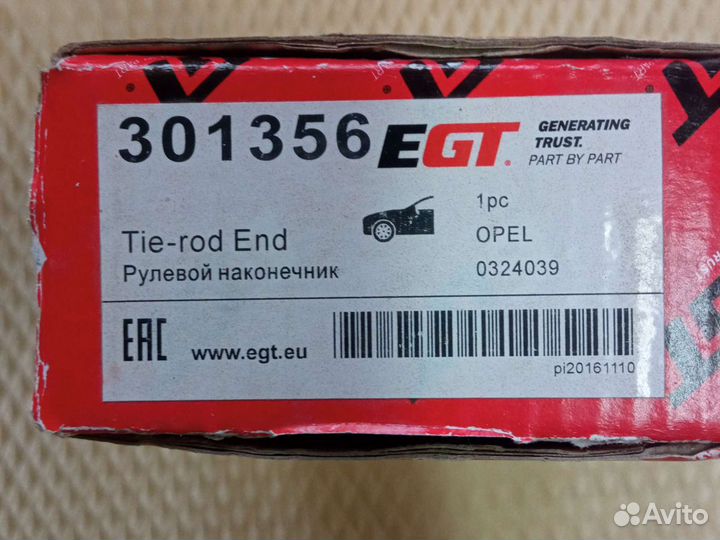 301356 EGT. GENERATING
TRUST.
PART BY PART
1pc
Tie-rod End OPEL
Рулевой наконечник 0324039
EAC www.egt.eu
pi20161110
Avito